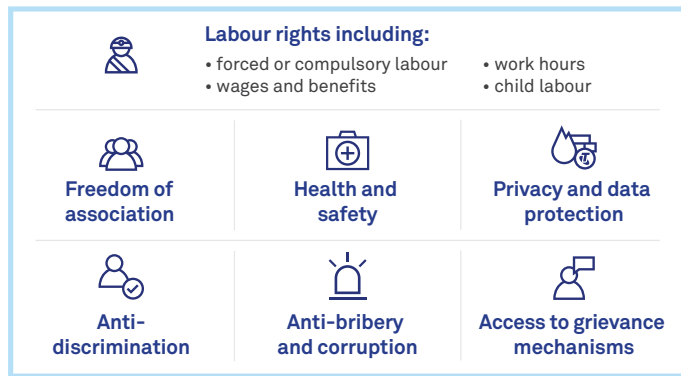 Labour rights including:
• forced or compulsory labour
• wages and benefits
• work hours
• child labour
Freedom of
association
Health and
safety
Privacy and data
protection
Anti-
discrimination
Anti-bribery
and corruption
Access to grievance
mechanisms